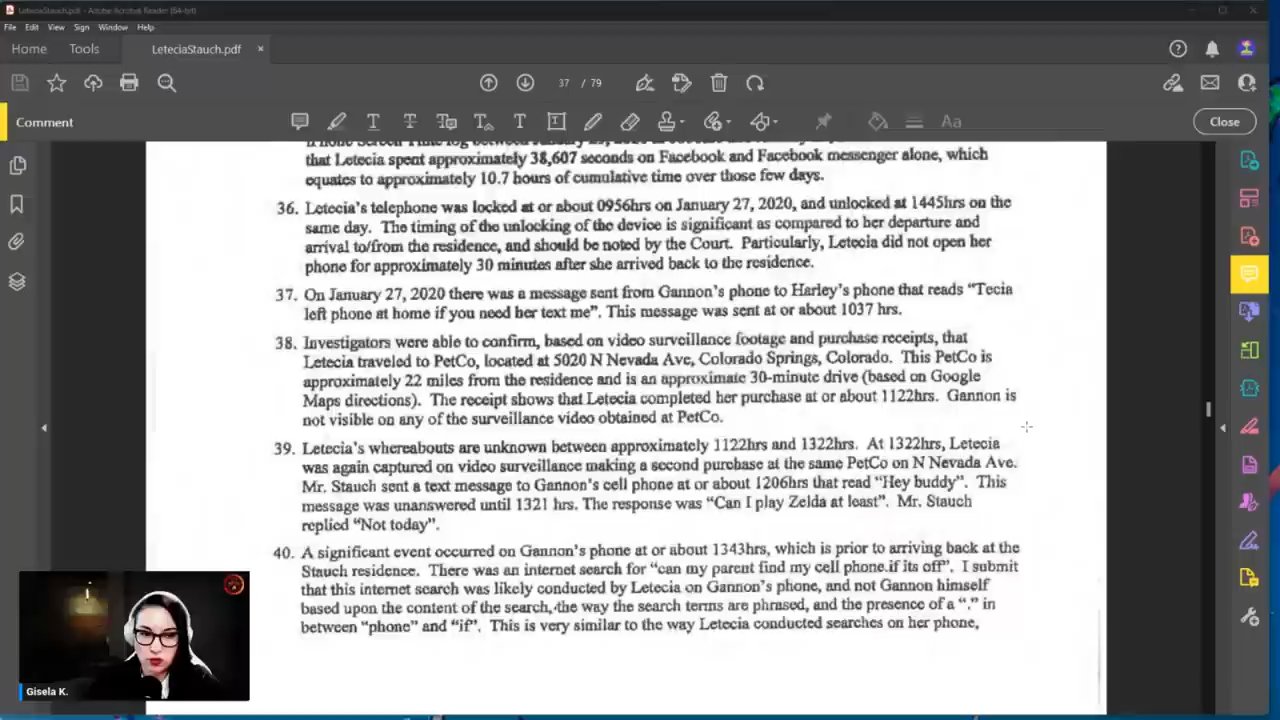 LeteciaStauch.pdf - Adobe Acrobat Reader (64-bit)
File Edit View Sign Window Help
Home Tools LeteciaStauch.pdf ×
37 / 79
Comment
Close
that Letecia spent approximately 38,607 seconds on Facebook and Facebook messenger alone, which
equates to approximately 10.7 hours of cumulative time over those few days.
36. Letecia's telephone was locked at or about 0956hrs on January 27, 2020, and unlocked at 1445hrs on the
same day. The timing of the unlocking of the device is significant as compared to her departure and
arrival to/from the residence, and should be noted by the Court. Particularly, Letecia did not open her
phone for approximately 30 minutes after she arrived back to the residence.
37. On January 27, 2020 there was a message sent from Gannon's phone to Harley's phone that reads "Tecia
left phone at home if you need her text me". This message was sent at or about 1037 hrs.
38. Investigators were able to confirm, based on video surveillance footage and purchase receipts, that
Letecia traveled to PetCo, located at 5020 N Nevada Ave, Colorado Springs, Colorado. This PetCo is
approximately 22 miles from the residence and is an approximate 30-minute drive (based on Google
Maps directions). The receipt shows that Letecia completed her purchase at or about 1122hrs. Gannon is
not visible on any of the surveillance video obtained at PetCo.
39. Letecia's whereabouts are unknown between approximately 1122hrs and 1322hrs. At 1322hrs, Letecia
was again captured on video surveillance making a second purchase at the same PetCo on N Nevada Ave.
Mr. Stauch sent a text message to Gannon's cell phone at or about 1206hrs that read "Hey buddy". This
message was unanswered until 1321 hrs. The response was "Can I play Zelda at least". Mr. Stauch
replied "Not today".
40. A significant event occurred on Gannon's phone at or about 1343hrs, which is prior to arriving back at the
Stauch residence. There was an internet search for "can my parent find my cell phone.if its off". I submit
that this internet search was likely conducted by Letecia on Gannon's phone, and not Gannon himself
based upon the content of the search, the way the search terms are phrased, and the presence of a "." in
between "phone" and "if". This is very similar to the way Letecia conducted searches on her phone,
Gisela K.